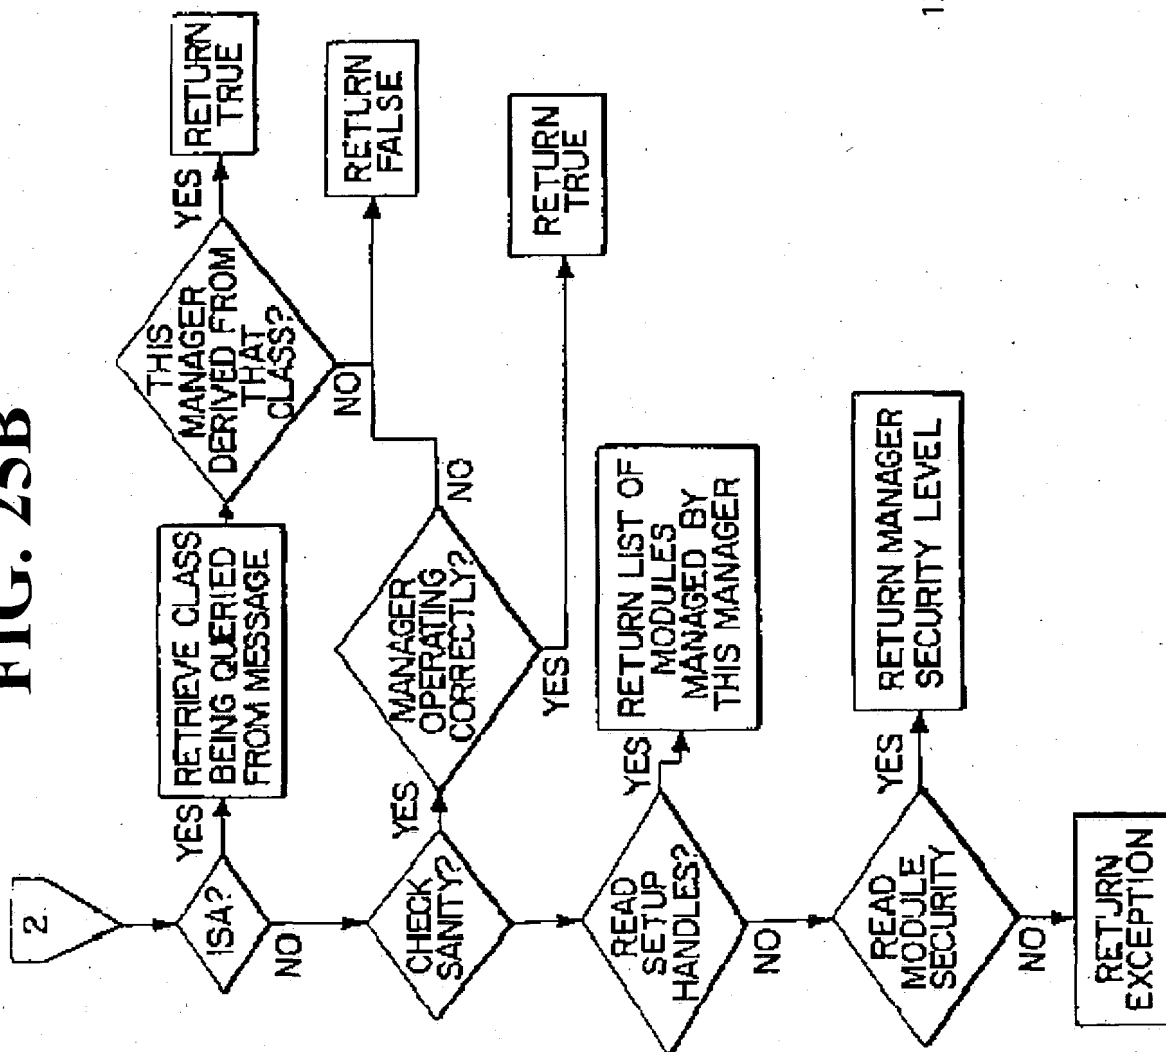 FIG. 25B
2
ISA?
YES
RETRIEVE CLASS
BEING QUERIED
FROM MESSAGE
THIS
MANAGER
DERIVED FROM
THAT
CLASS?
YES
RETURN
TRUE
NO
RETURN
FALSE
NO
CHECK
SANITY?
YES
MANAGER
OPERATING
CORRECTLY?
NO
YES
RETURN
TRUE
READ
SETUP
HANDLES?
YES
RETURN LIST OF
MODULES
MANAGED BY
THIS MANAGER
NO
READ
MODULE
SECURITY
YES
RETURN MANAGER
SECURITY LEVEL
NO
RETURN
EXCEPTION